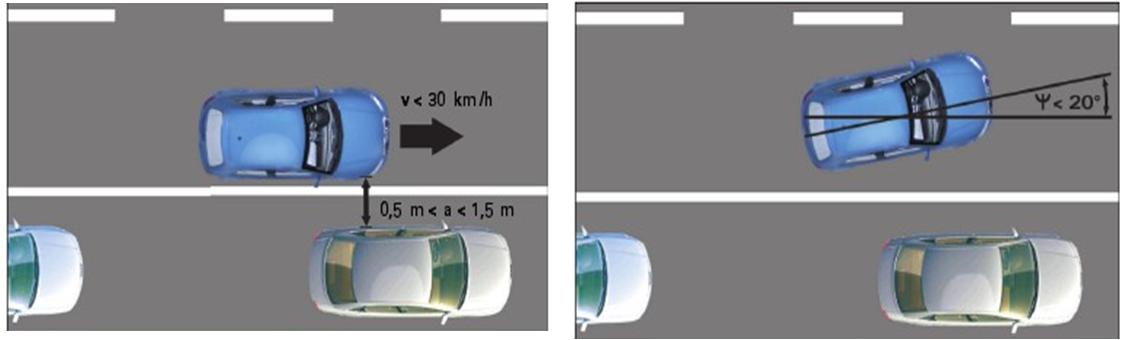 v < 30 km/h
0,5 m < a < 1,5 m
Ψ < 20°